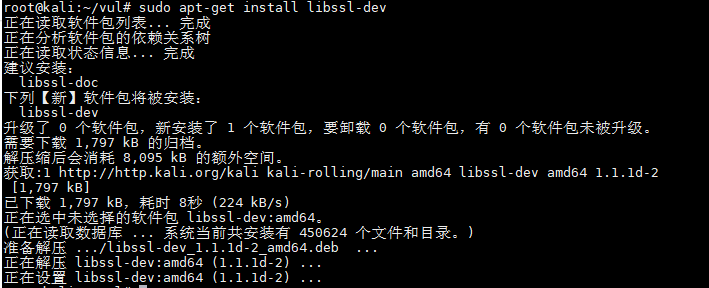 root@kali:~/vul# sudo apt-get install libssl-dev
正在读取软件包列表... 完成
正在分析软件包的依赖关系树
正在读取状态信息... 完成
建议安装：
  libssl-doc
下列【新】软件包将被安装：
  libssl-dev
升级了 0 个软件包，新安装了 1 个软件包，要卸载 0 个软件包，有 0 个软件包未被升级。
需要下载 1,797 kB 的归档。
解压缩后会消耗 8,095 kB 的额外空间。
获取:1 http://http.kali.org/kali kali-rolling/main amd64 libssl-dev amd64 1.1.1d-2
 [1,797 kB]
已下载 1,797 kB，耗时 8秒 (224 kB/s)
正在选中未选择的软件包 libssl-dev:amd64。
(正在读取数据库 ... 系统当前共安装有 450624 个文件和目录。)
准备解压 .../libssl-dev_1.1.1d-2_amd64.deb  ...
正在解压 libssl-dev:amd64 (1.1.1d-2) ...
正在设置 libssl-dev:amd64 (1.1.1d-2) ...